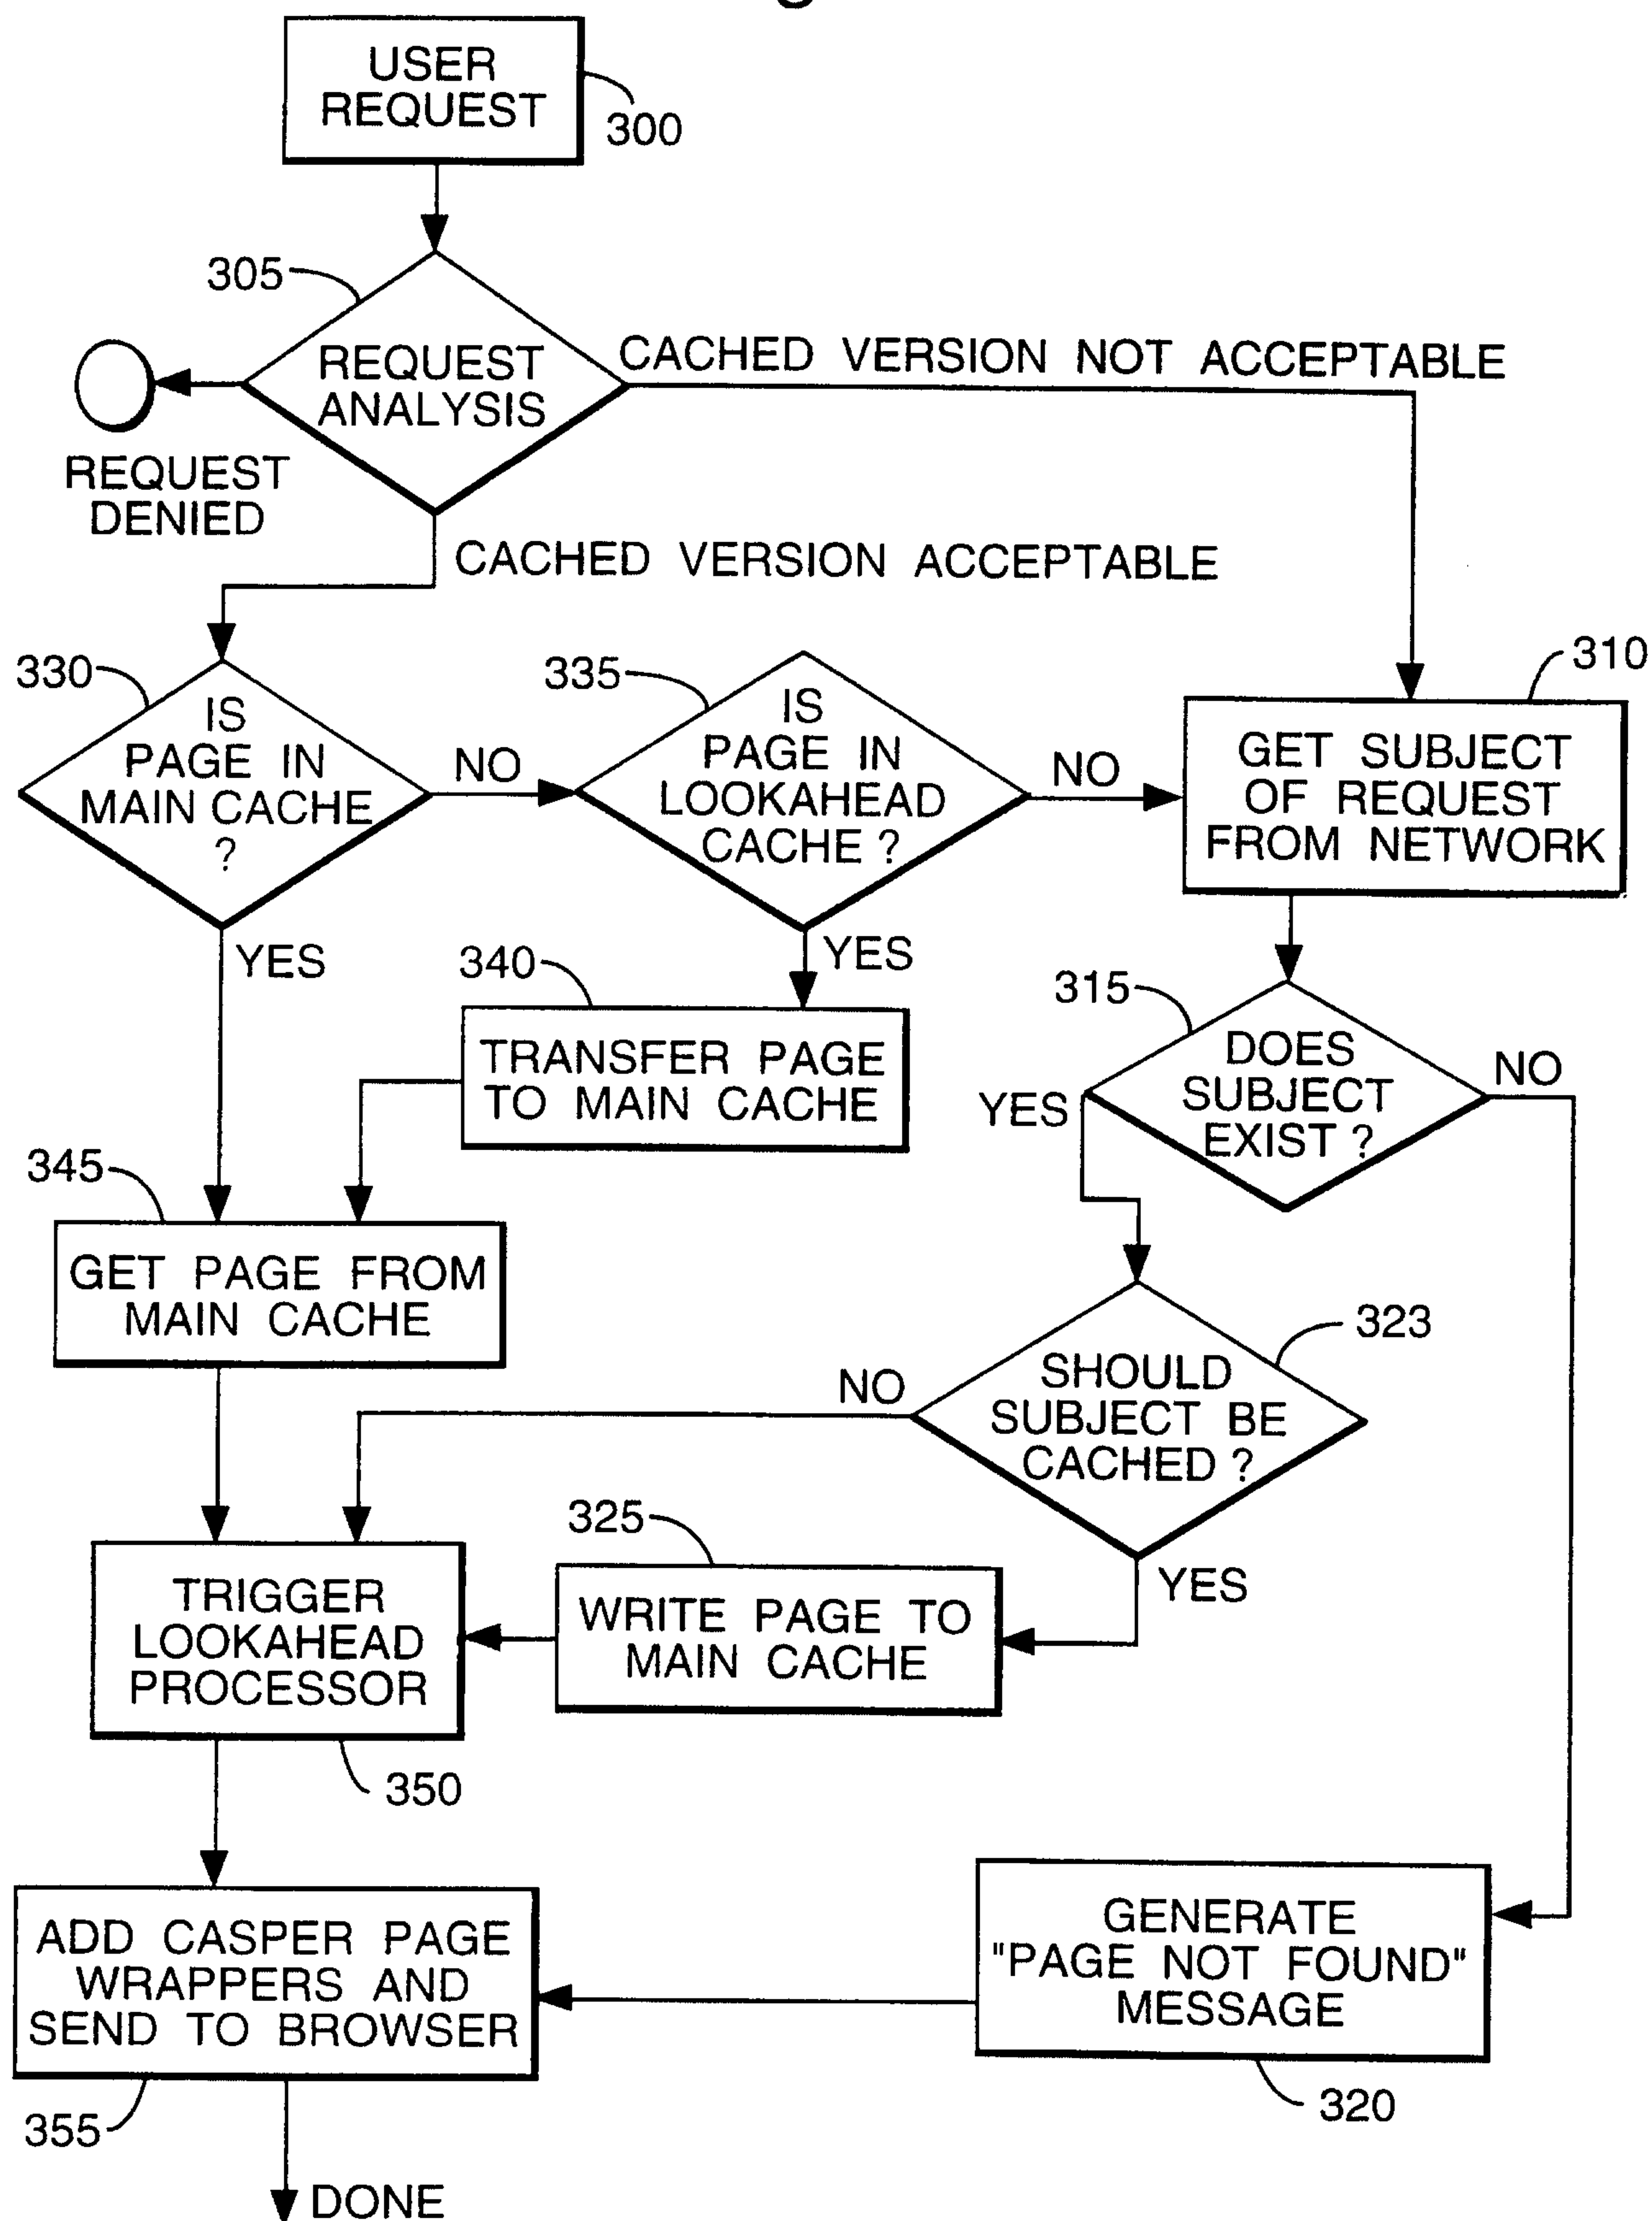 USER
REQUEST
300
305
REQUEST
ANALYSIS
CACHED VERSION NOT ACCEPTABLE
REQUEST
DENIED
CACHED VERSION ACCEPTABLE
330
IS
PAGE IN
MAIN CACHE
?
NO
335
IS
PAGE IN
LOOKAHEAD
CACHE ?
NO
310
GET SUBJECT
OF REQUEST
FROM NETWORK
YES
YES
340
TRANSFER PAGE
TO MAIN CACHE
315
DOES
SUBJECT
EXIST ?
YES
NO
345
GET PAGE FROM
MAIN CACHE
323
SHOULD
SUBJECT BE
CACHED ?
NO
YES
325
WRITE PAGE TO
MAIN CACHE
TRIGGER
LOOKAHEAD
PROCESSOR
350
ADD CASPER PAGE
WRAPPERS AND
SEND TO BROWSER
355
GENERATE
"PAGE NOT FOUND"
MESSAGE
320
DONE